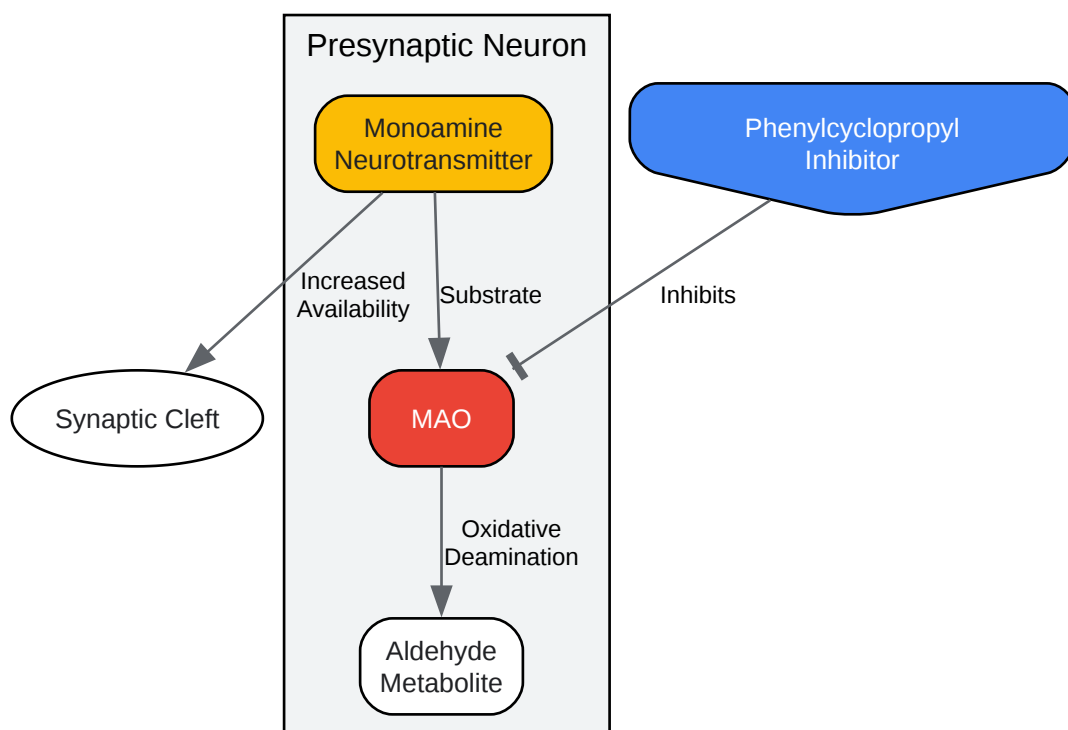 Presynaptic Neuron
Monoamine
Neurotransmitter
Phenylcyclopropyl
Inhibitor
Increased
Availability
Substrate
Inhibits
Synaptic Cleft
MAO
Oxidative
Deamination
Aldehyde
Metabolite